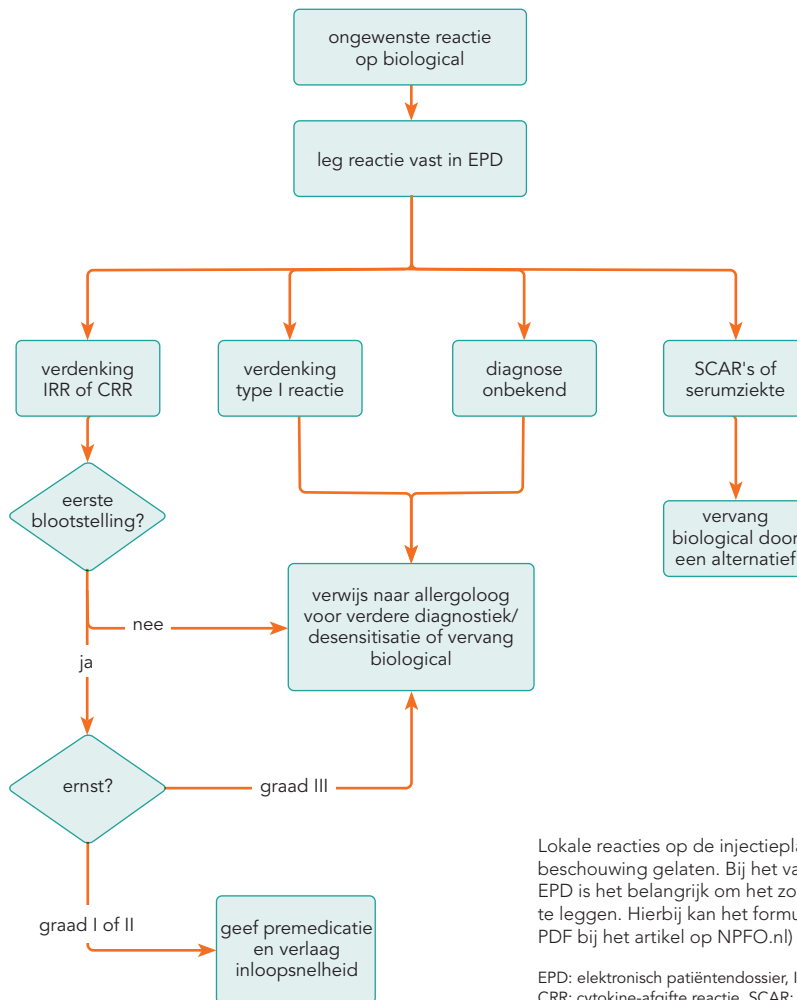 ongewenste reactie
op biological
leg reactie vast in EPD
verdenking
IRR of CRR
verdenking
type I reactie
diagnose
onbekend
SCAR's of
serumziekte
eerste
blootstelling?
vervang
biological door
een alternatief
verwijs naar allergoloog
voor verdere diagnostiek/
desensitisatie of vervang
biological
nee
ja
ernst?
graad III
graad I of II
geef premedicatie
en verlaag
inloopsnelheid
Lokale reacties op de
beschouwing gelaten. Bij het
EPD is het belangrijk om het
te leggen. Hierbij kan het
PDF bij het artikel op NPFO.nl)
EPD: elektronisch patiëntendossier,
CRR: cytokine-afgifte reactie, SCAR: